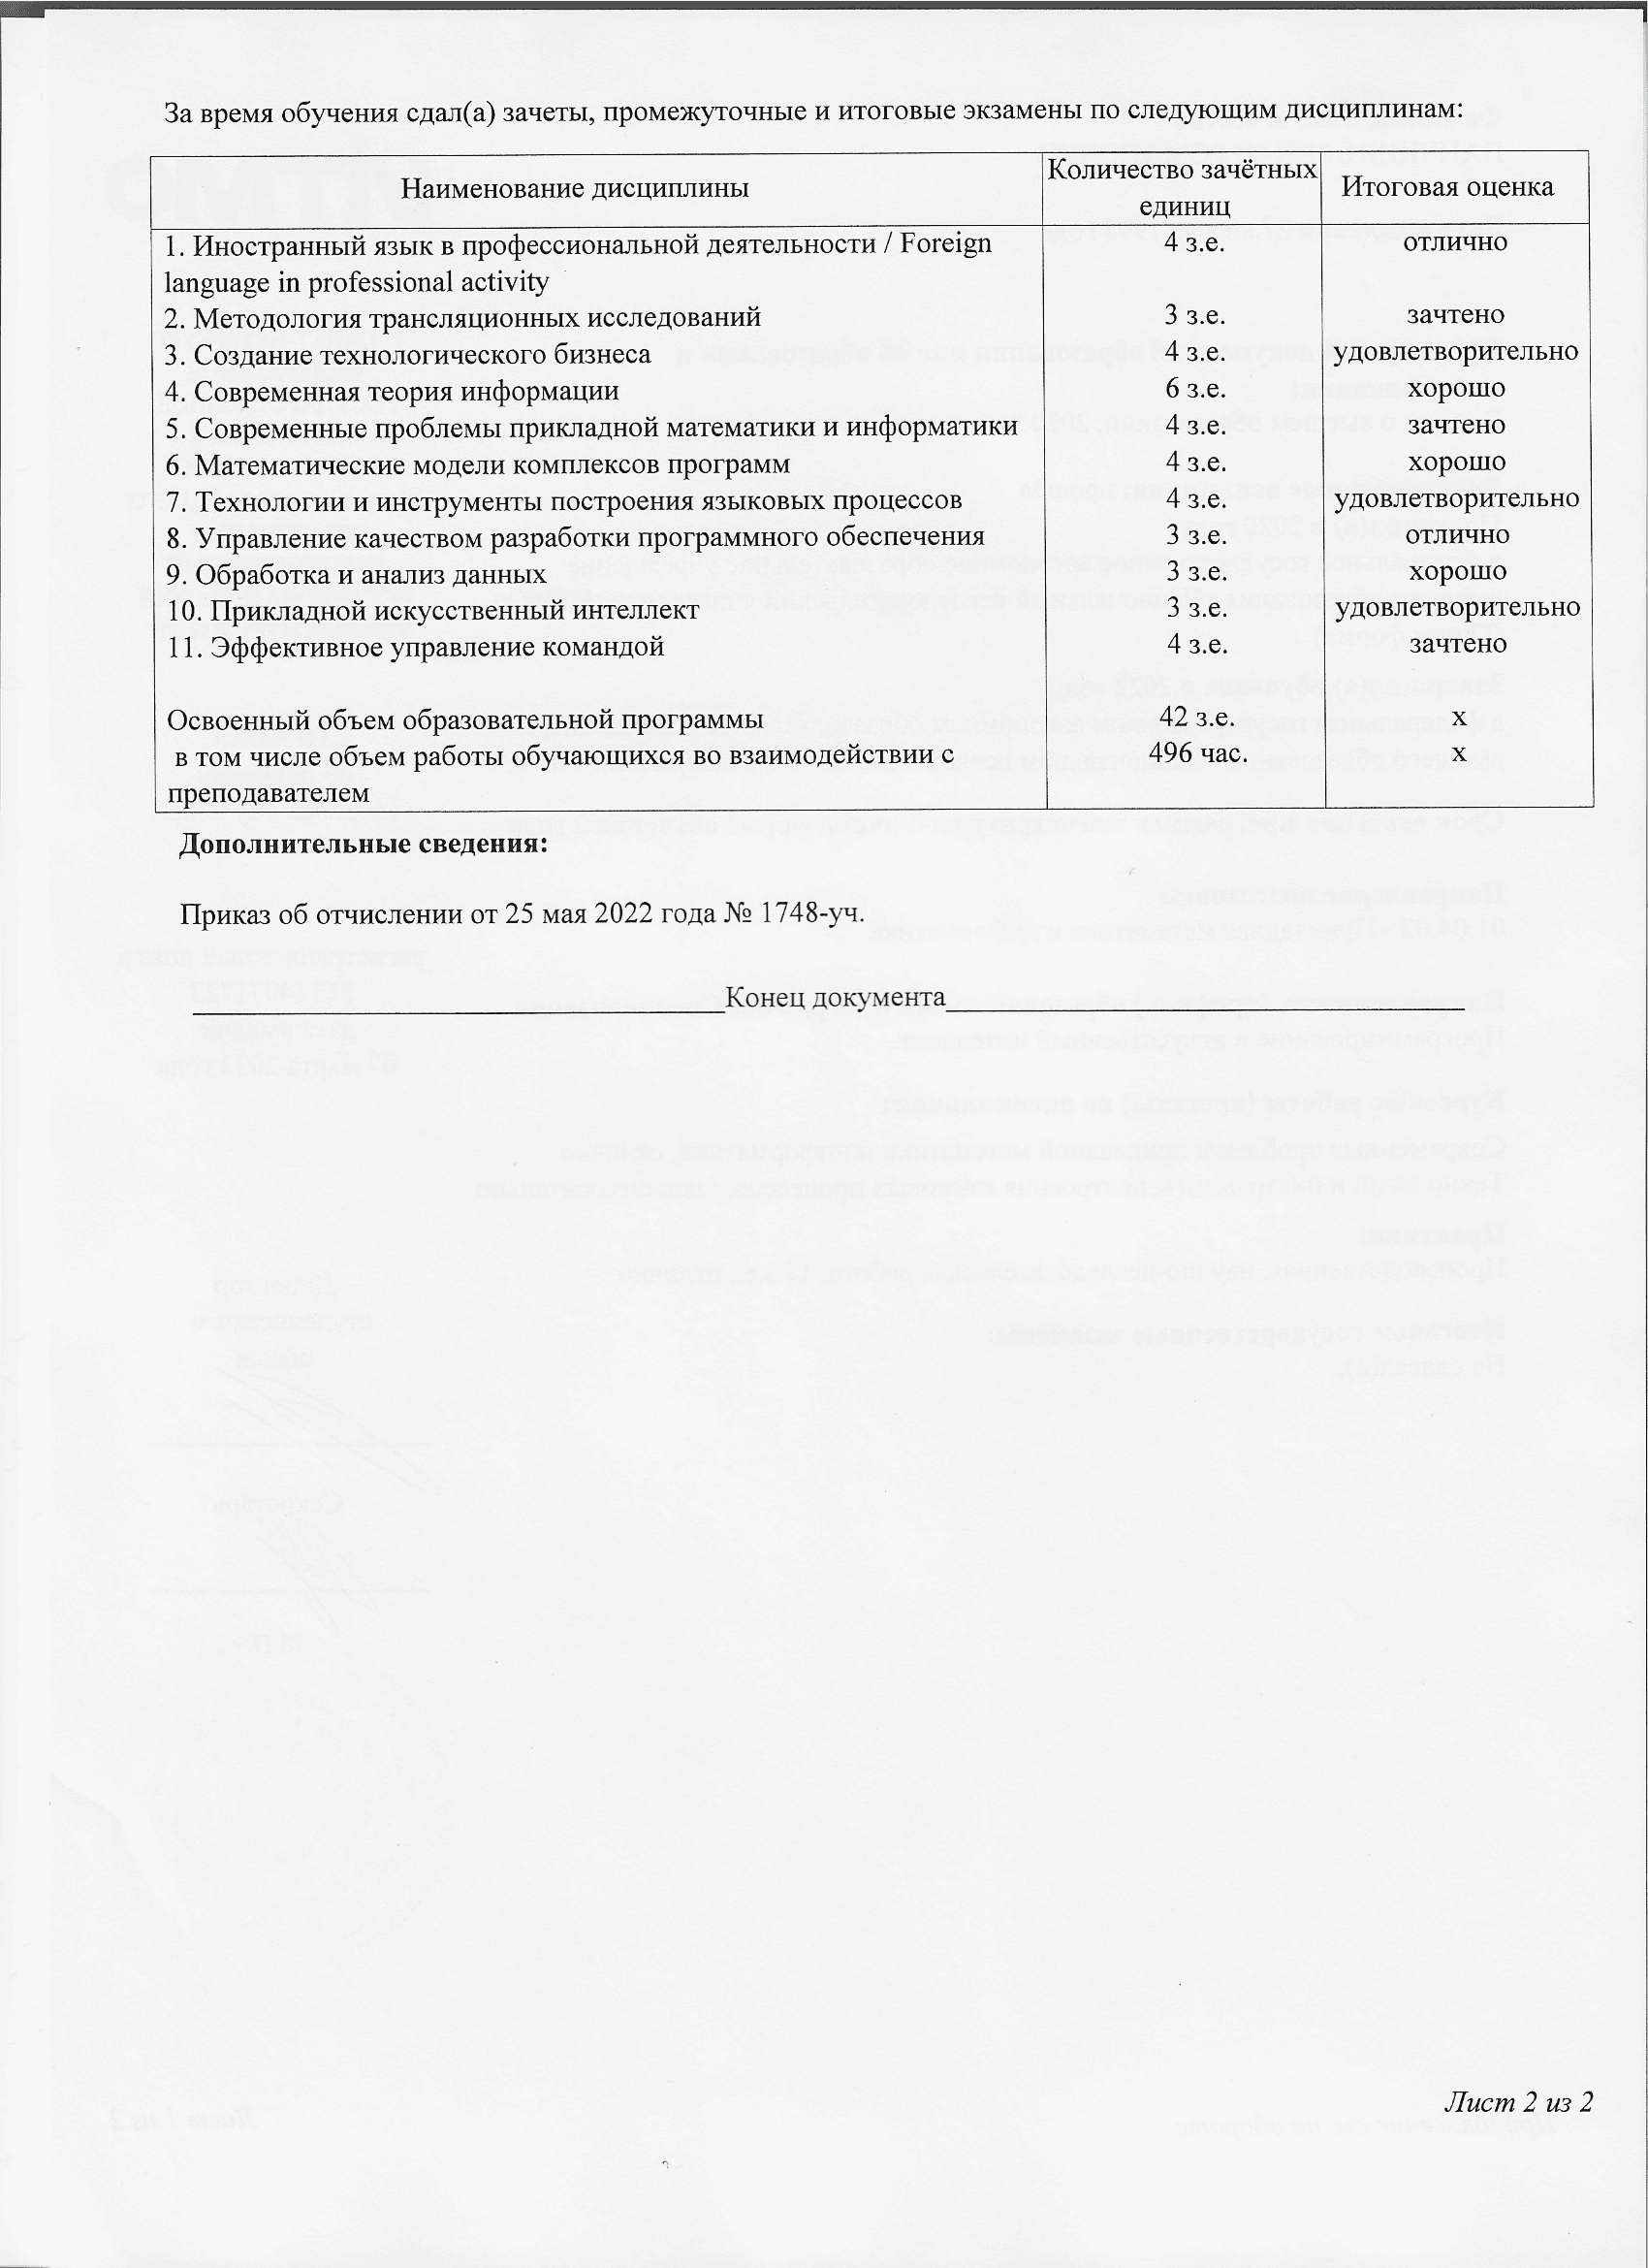 За время обучения сдал(а) зачеты, промежуточные и итоговые экзамены по следующим дисциплинам:
Наименование дисциплины
Количество зачётных
единиц
Итоговая оценка
1. Иностранный язык в профессиональной деятельности / Foreign 4 з.е. отлично
language in professional activity
2. Методология трансляционных исследований 3 з.е. зачтено
3. Создание технологического бизнеса 4 з.е. удовлетворительно
4. Современная теория информации 6 з.е. хорошо
5. Современные проблемы прикладной математики и информатики 4 з.е. зачтено
6. Математические модели комплексов программ 4 з.е. хорошо
7. Технологии и инструменты построения языковых процессов 4 з.е. удовлетворительно
8. Управление качеством разработки программного обеспечения 3 з.е. отлично
9. Обработка и анализ данных 3 з.е. хорошо
10. Прикладной искусственный интеллект 3 з.е. удовлетворительно
11. Эффективное управление командой 4 з.е. зачтено
Освоенный объем образовательной программы 42 з.е. х
в том числе объем работы обучающихся во взаимодействии с 496 час. х
преподавателем
Дополнительные сведения:
Приказ об отчислении от 25 мая 2022 года № 1748-уч.
Конец документа
Лист 2 из 2